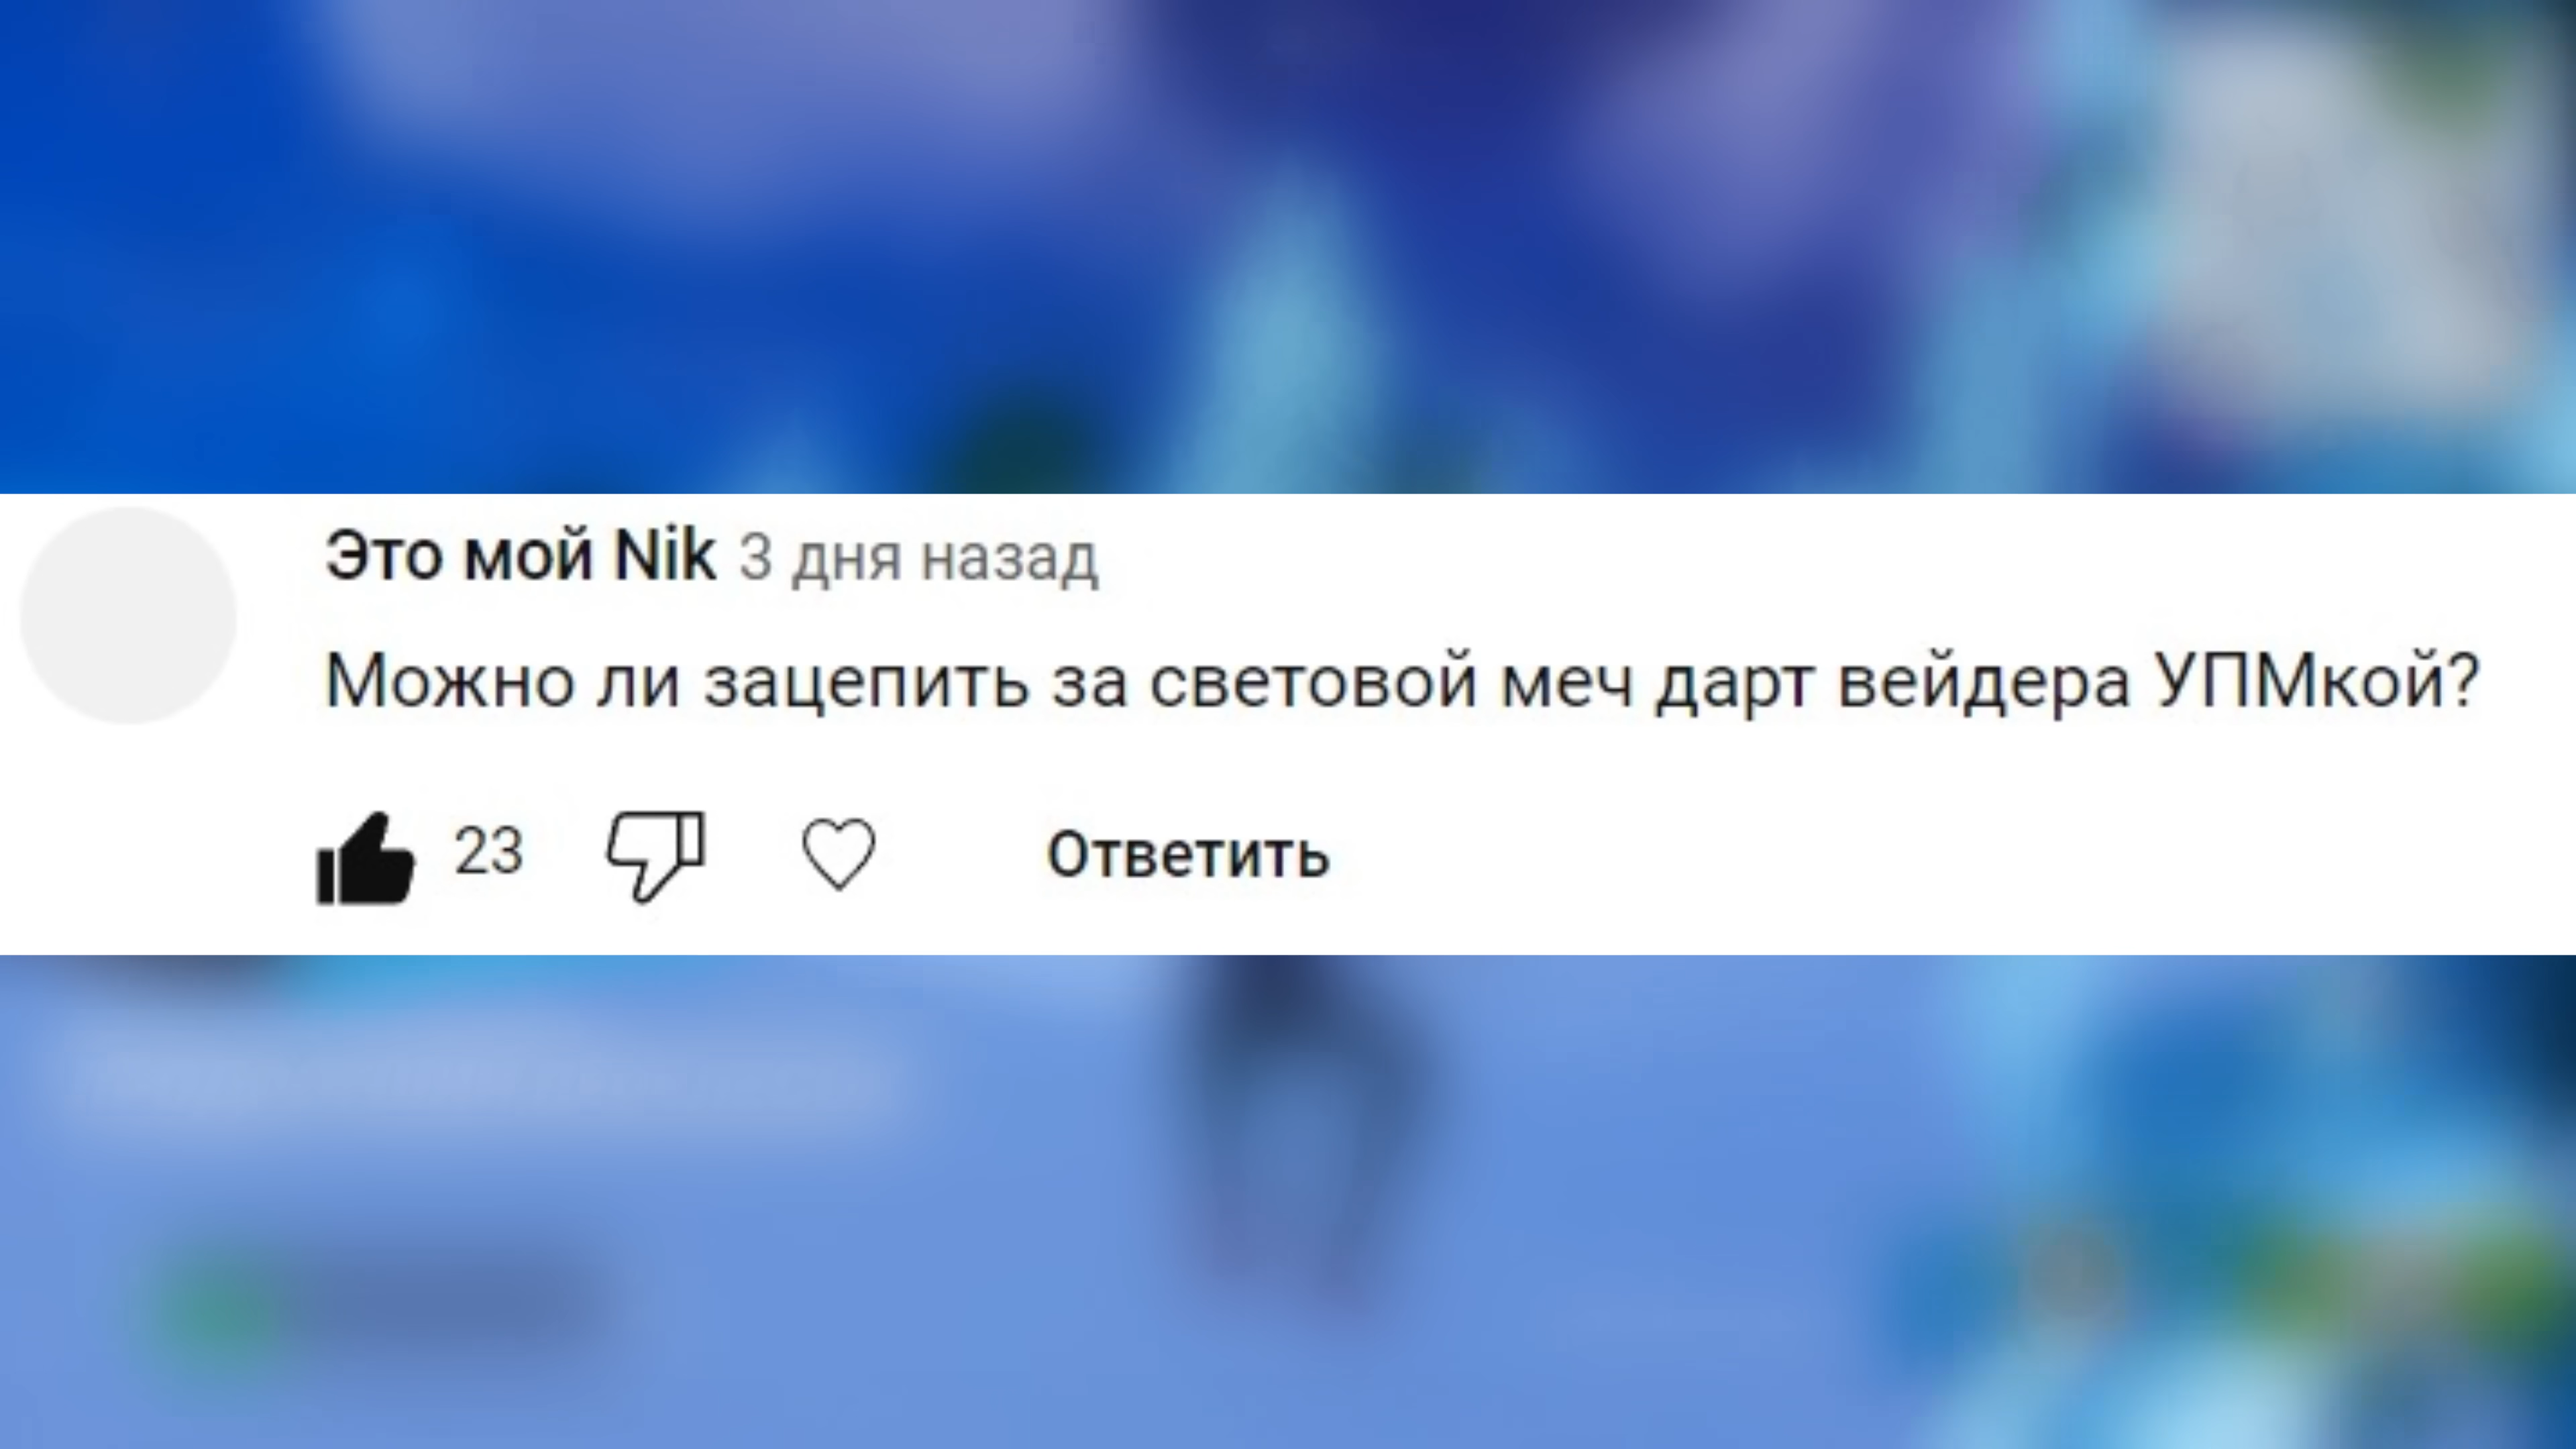 Это мой Nik 3 дня назад
Можно ли зацепить за световой меч дарт вейдера УПМкой?
23 Ответить